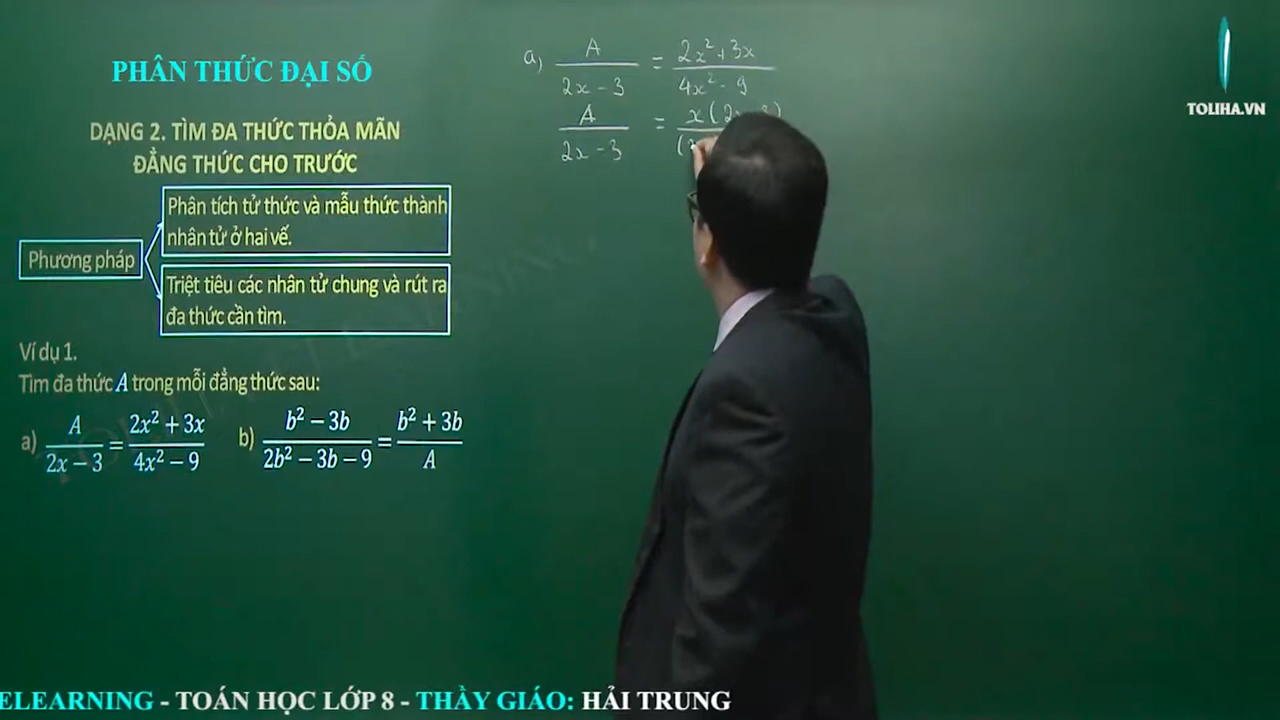 PHÂN THỨC ĐẠI SỐ
DẠNG 2. TÌM ĐA THỨC THỎA MÃN
ĐẲNG THỨC CHO TRƯỚC
Phương pháp
Phân tích tử thức và mẫu thức thành
nhân tử ở hai vế.
Triệt tiêu các nhân tử chung và rút ra
đa thức cần tìm.
Ví dụ 1.
Tìm đa thức A trong mỗi đẳng thức sau:
a) A/(2x − 3) = (2x² + 3x)/(4x² − 9) b) (b² − 3b)/(2b² − 3b − 9) = (b² + 3b)/A
a, A/(2x − 3) = (2x² + 3x)/(4x² − 9)
A/(2x − 3) = x(2x
TOLIHA.VN
ELEARNING - TOÁN HỌC LỚP 8 - THẦY GIÁO: HẢI TRUNG